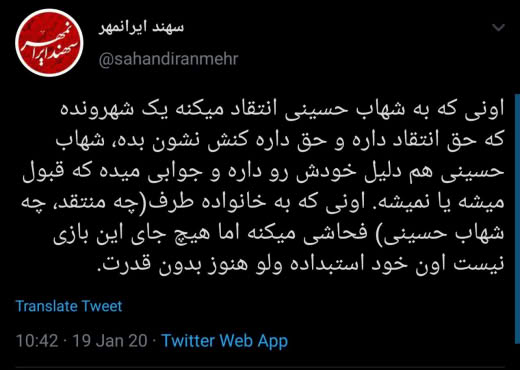 سهند ایرانمهر
@sahandiranmehr
اونی که به شهاب حسینی انتقاد میکنه یک شهرونده
که حق انتقاد داره و حق داره کنش نشون بده، شهاب
حسینی هم دلیل خودش رو داره و جوابی میده که قبول
میشه یا نمیشه. اونی که به خانواده طرف(چه منتقد، چه
شهاب حسینی) فحاشی میکنه اما هیچ جای این بازی
نیست اون خود استبداده ولو هنوز بدون قدرت.
Translate Tweet
10:42 · 19 Jan 20 · Twitter Web App